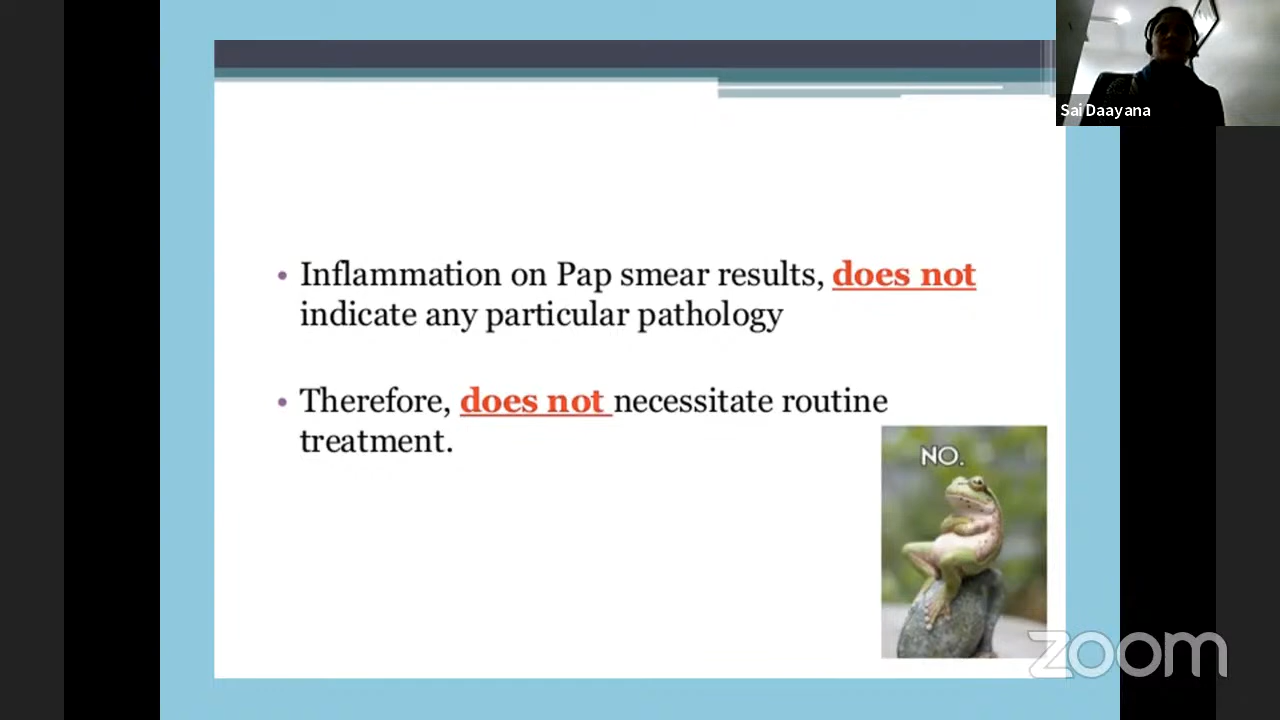 Sai Daayana
• Inflammation on Pap smear results, does not
indicate any particular pathology
• Therefore, does not necessitate routine
treatment.
NO.
zoom